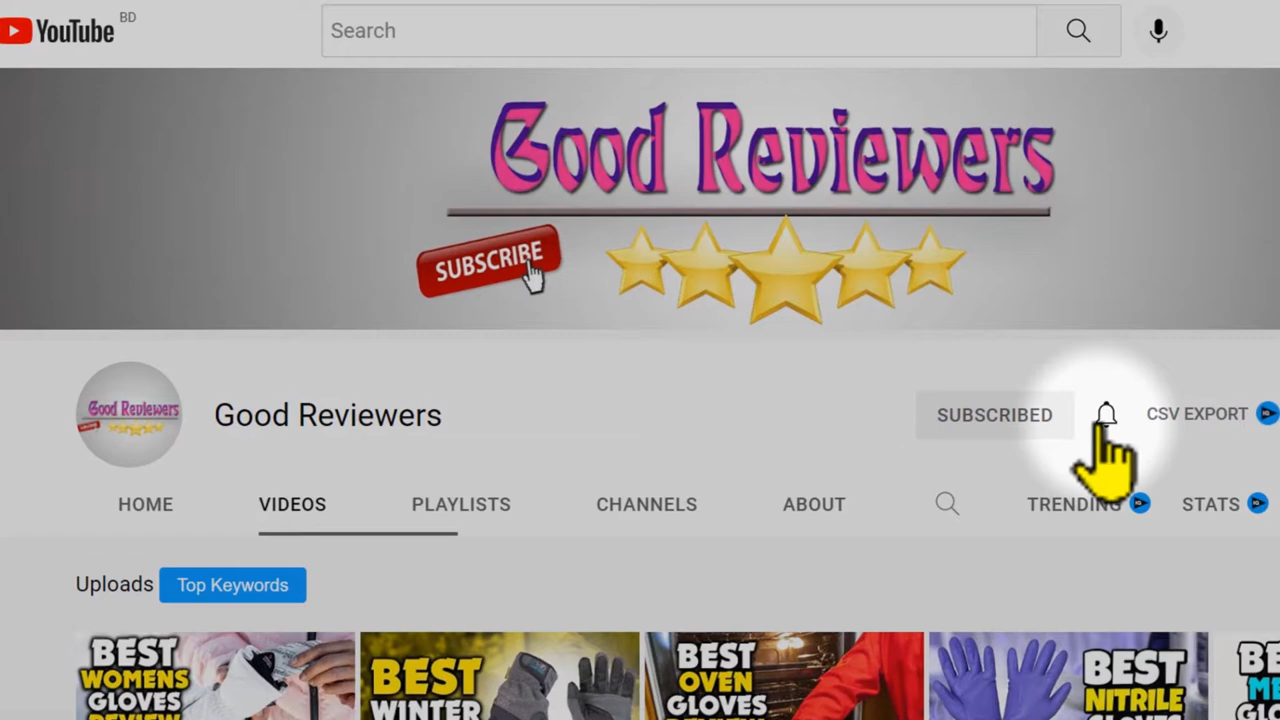 YouTube BD
Search
Good Reviewers
SUBSCRIBE
Good Reviewers
Good Reviewers
SUBSCRIBED
CSV EXPORT
HOME
VIDEOS
PLAYLISTS
CHANNELS
ABOUT
TRENDING
STATS
Uploads
Top Keywords
BEST
WOMENS
GLOVES
REVIEW
BEST
WINTER
BEST
OVEN
GLOVES
BEST
NITRILE